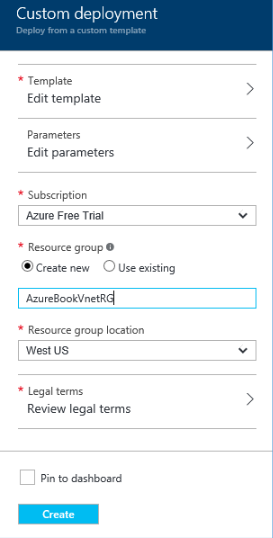 Custom deployment
Deploy from a custom template
* Template
Edit template
Parameters
Edit parameters
* Subscription
Azure Free Trial
* Resource group
Create new Use existing
AzureBookVnetRG
* Resource group location
West US
* Legal terms
Review legal terms
Pin to dashboard
Create